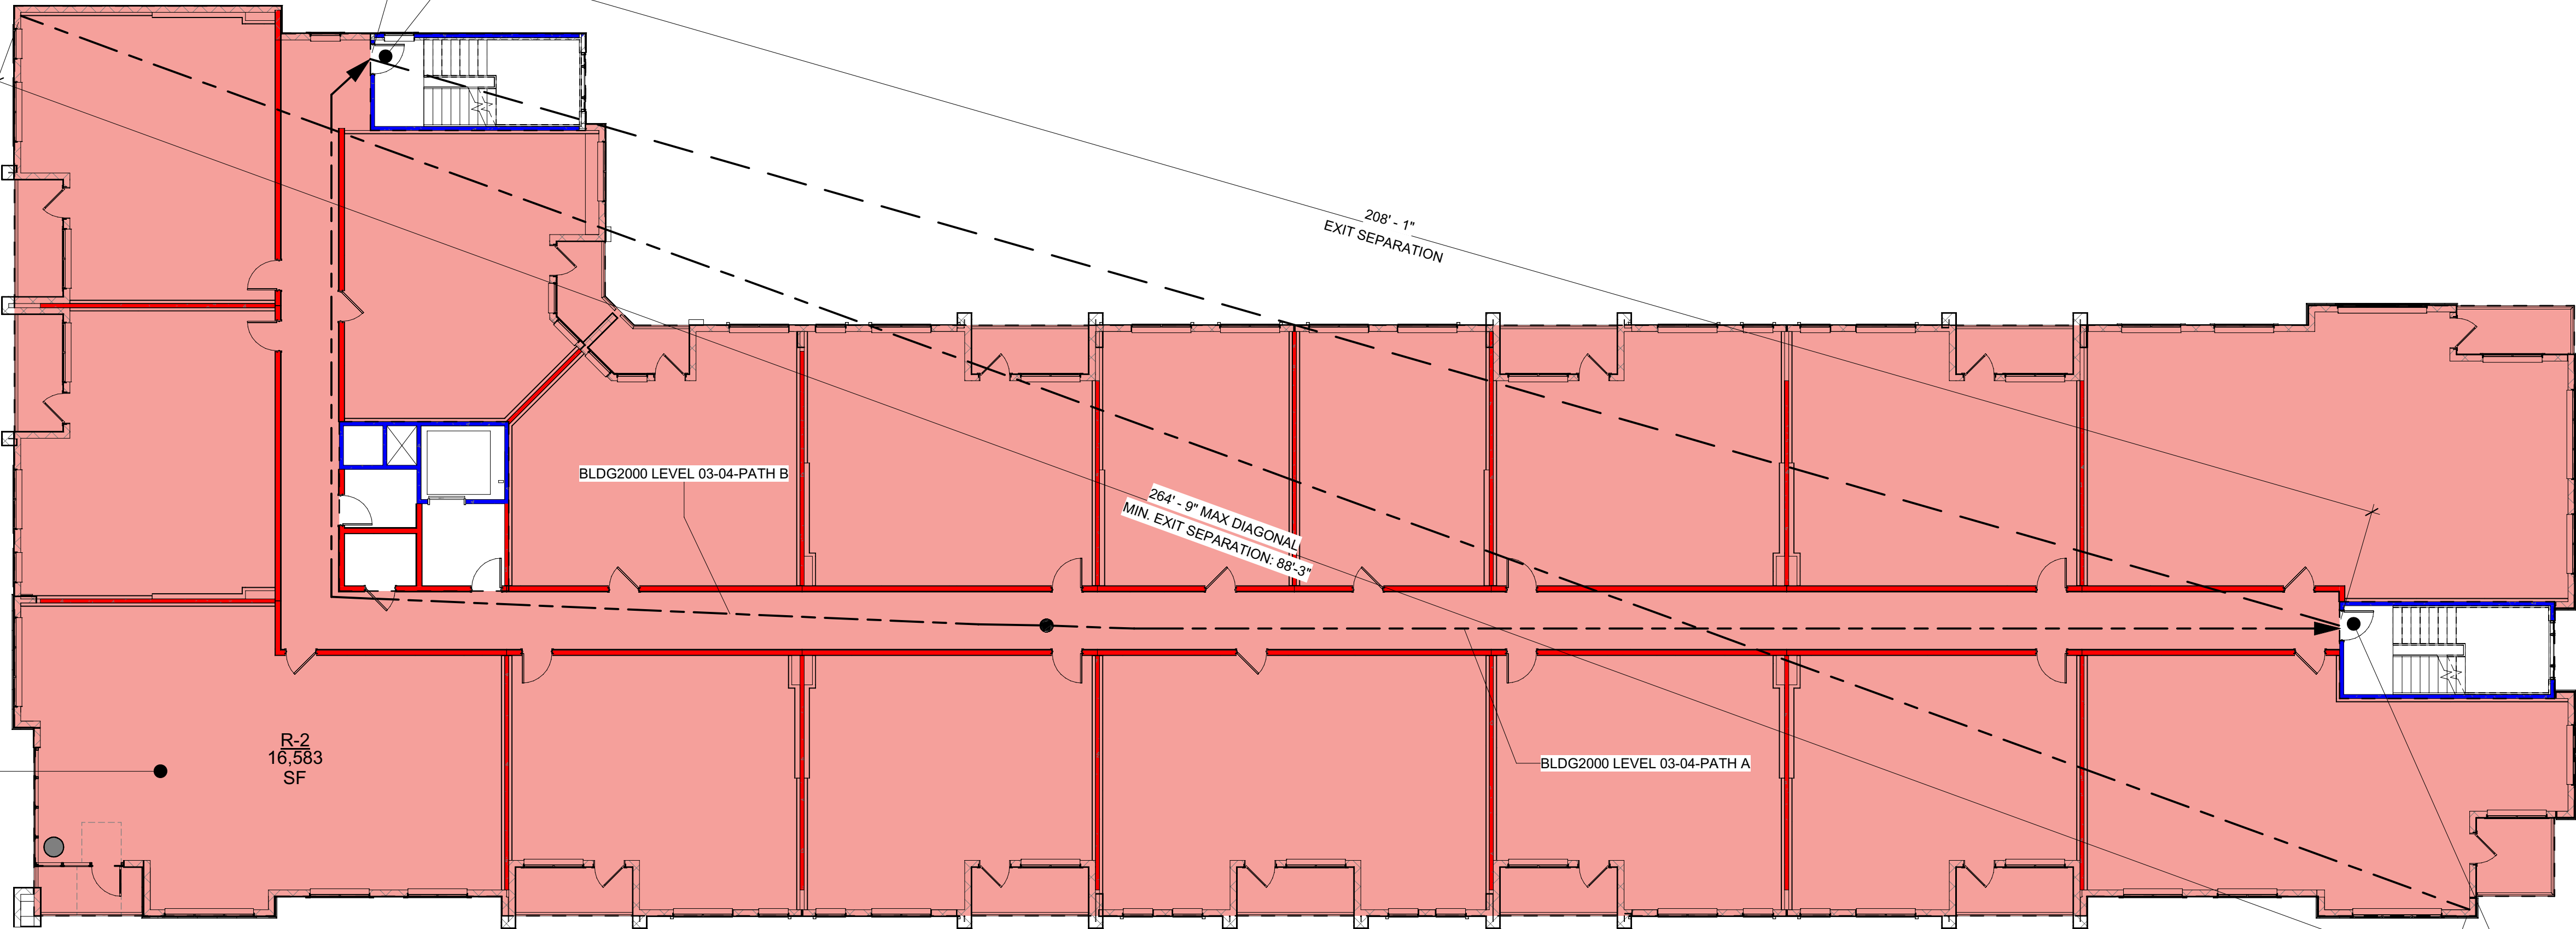 208' - 1"
EXIT SEPARATION
BLDG2000 LEVEL 03-04-PATH B
264' - 9" MAX DIAGONAL
MIN. EXIT SEPARATION: 88'-3"
R-2
16,583
SF
BLDG2000 LEVEL 03-04-PATH A